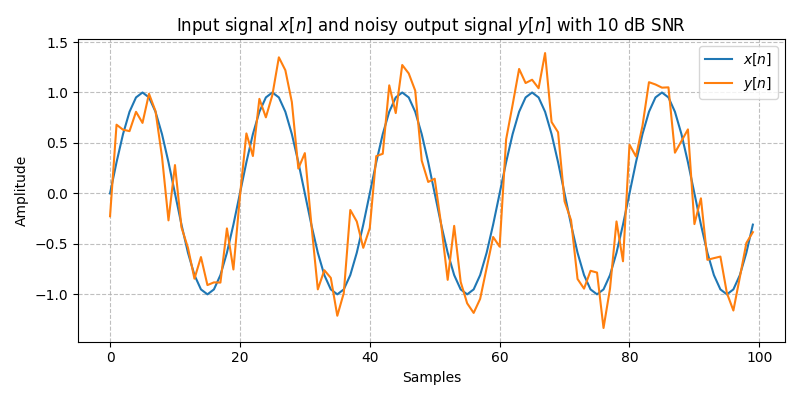 Input signal x[n] and noisy output signal y[n] with 10 dB SNR
x[n]
y[n]
Amplitude
1.5
1.0
0.5
0.0
−0.5
−1.0
0 20 40 60 80 100
Samples